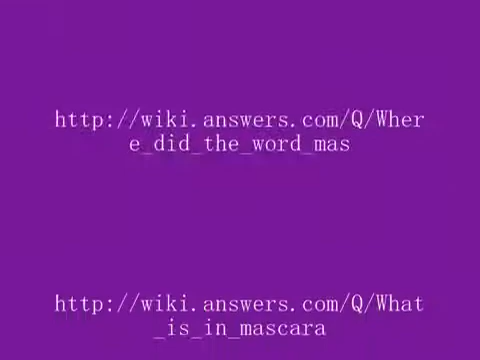 http://wiki.answers.com/Q/Wher
e_did_the_word_mas
http://wiki.answers.com/Q/What
_is_in_mascara